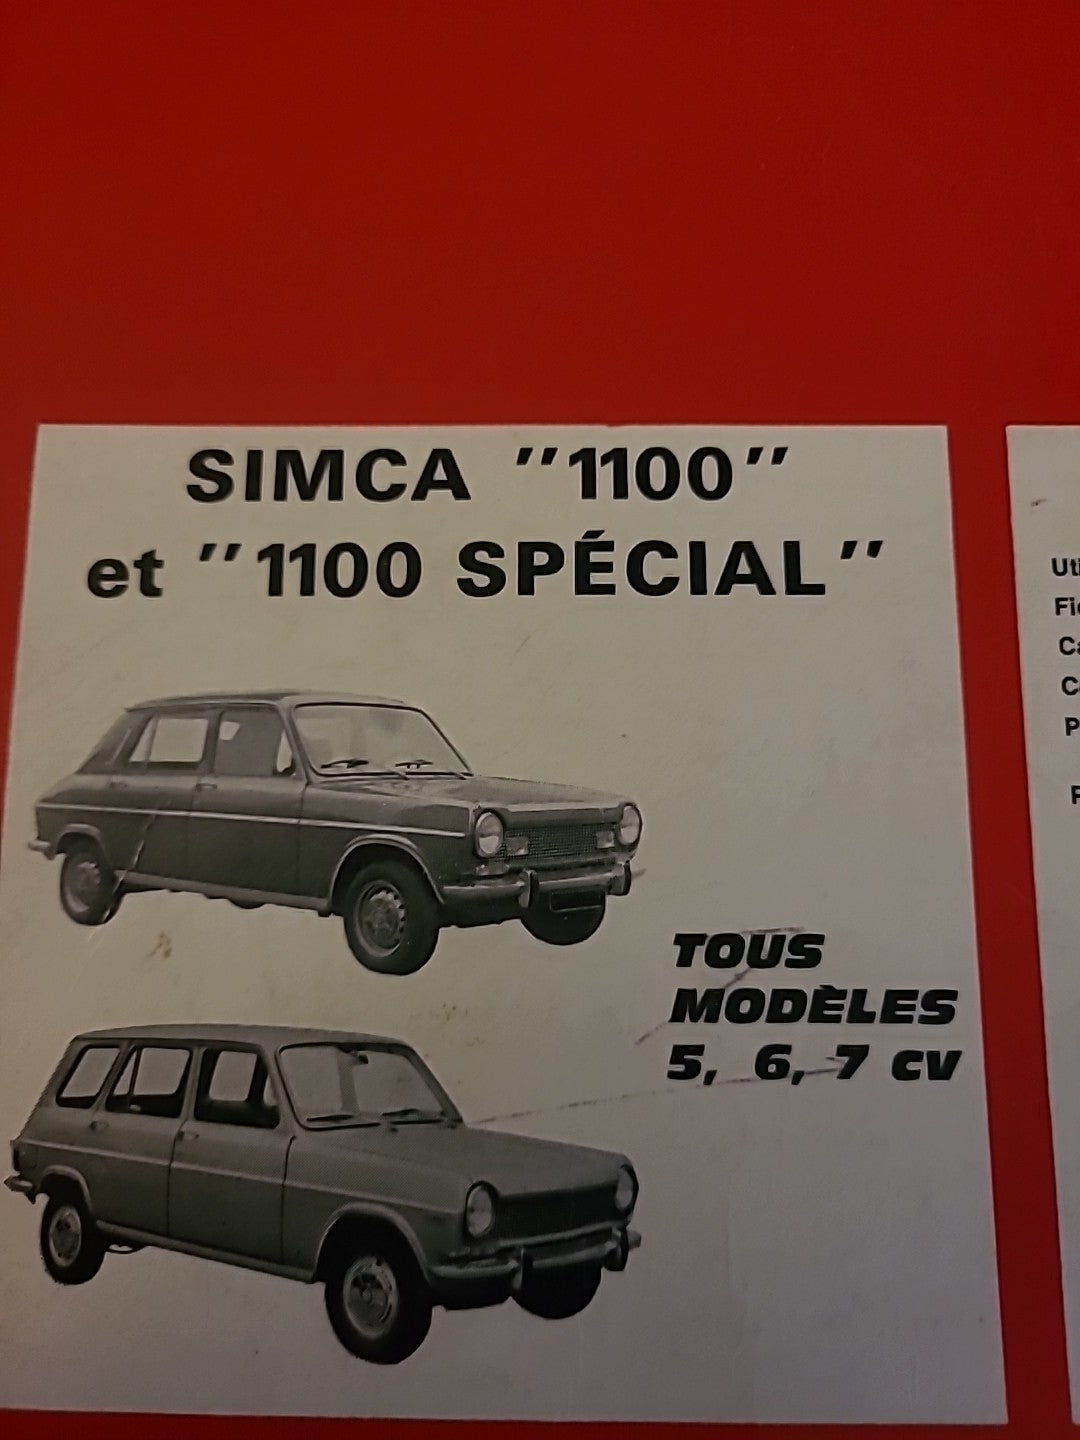 SIMCA "1100"
et "1100 SPÉCIAL"
TOUS
MODÈLES
5, 6, 7 CV